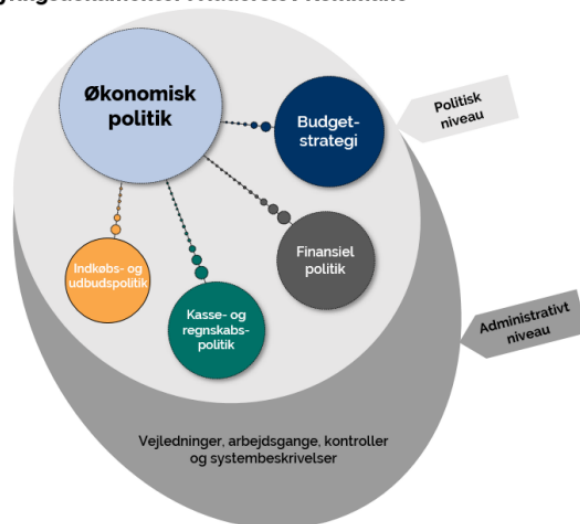 Økonomisk
politik
Budget-
strategi
Politisk
niveau
Finansiel
politik
Indkøbs- og
udbudspolitik
Kasse- og
regnskabs-
politik
Administrativt
niveau
Vejledninger, arbejdsgange, kontroller
og systembeskrivelser